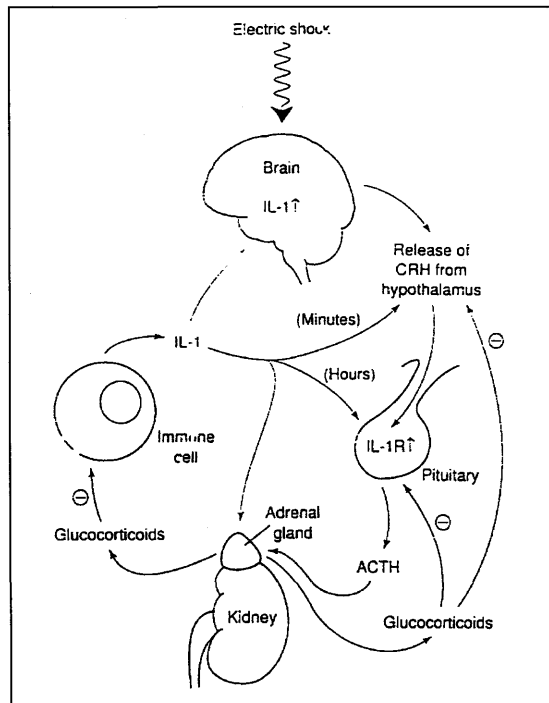 Electric shock
Brain
IL-1↑
Release of
CRH from
hypothalamus
(Minutes)
IL-1
⊖
(Hours)
Immune
cell
IL-1R↑
Pituitary
⊖
Adrenal
gland
⊖
Glucocorticoids
ACTH
Kidney
Glucocorticoids